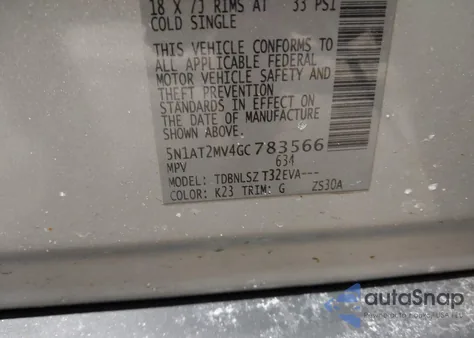 18 X 7J RIMS AT 33 PSI
COLD SINGLE
THIS VEHICLE CONFORMS TO
ALL APPLICABLE FEDERAL
MOTOR VEHICLE SAFETY AND
THEFT PREVENTION
STANDARDS IN EFFECT ON
THE DATE OF MANUFACTURE
SHOWN ABOVE.
5N1AT2MV4GC783566
MPV 634
MODEL: TDBNLSZ T32EVA---
COLOR: K23 TRIM: G ZS30A
autoSnap